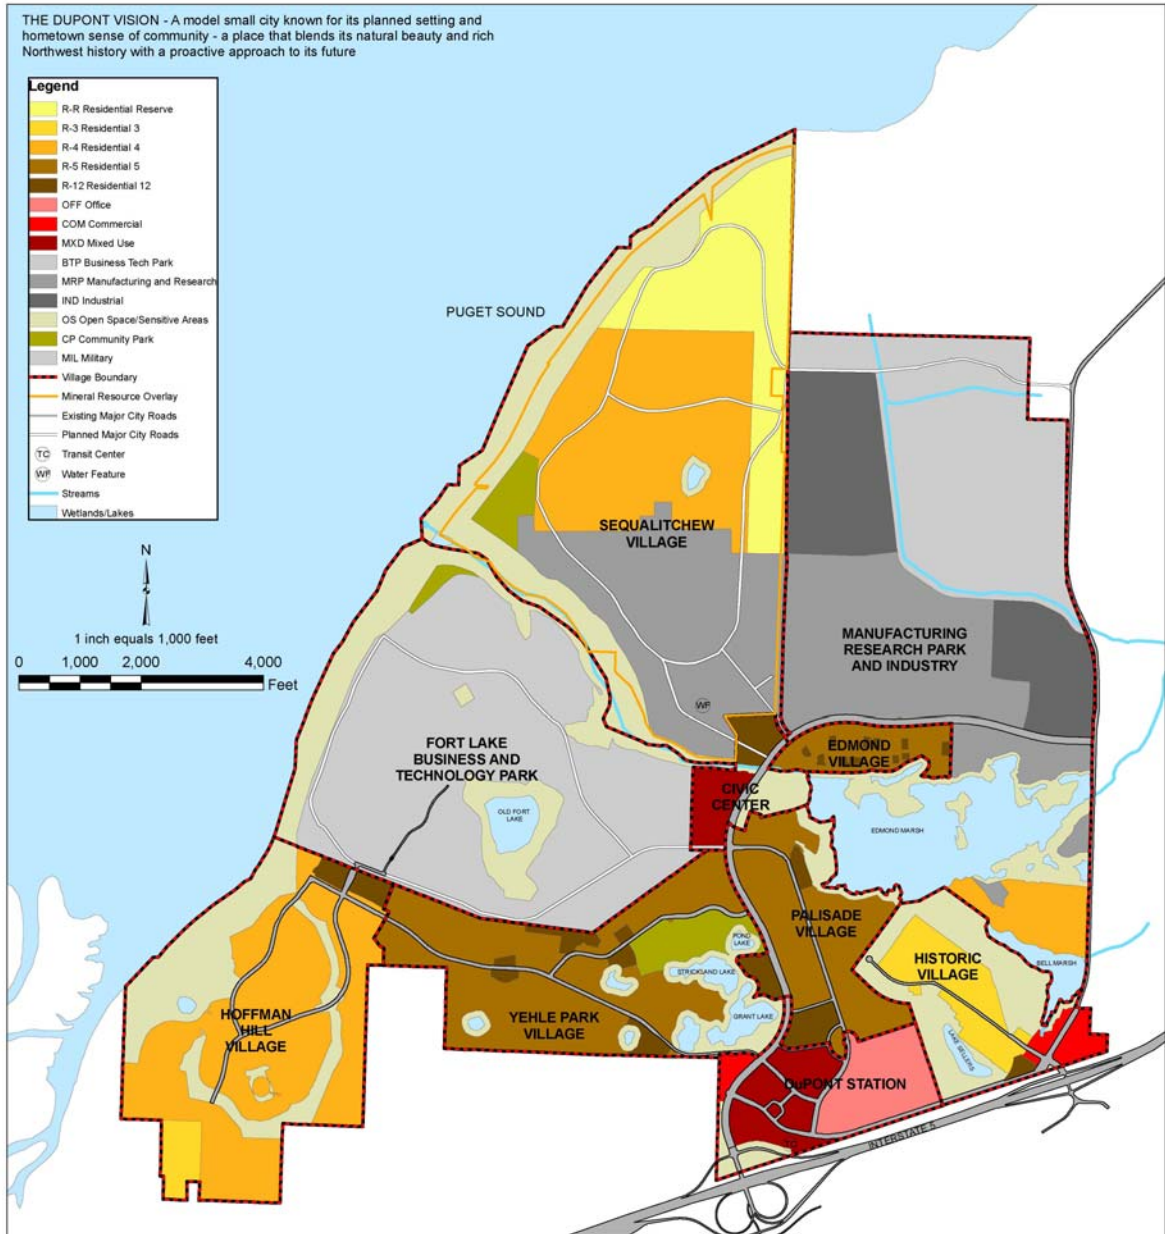 THE DUPONT VISION - A model small city known for its planned setting and
hometown sense of community - a place that blends its natural beauty and rich
Northwest history with a proactive approach to its future
Legend
R-R Residential Reserve
R-3 Residential 3
R-4 Residential 4
R-5 Residential 5
R-12 Residential 12
OFF Office
COM Commercial
MXD Mixed Use
BTP Business Tech Park
MRP Manufacturing and Research
IND Industrial
OS Open Space/Sensitive Areas
CP Community Park
MIL Military
Village Boundary
Mineral Resource Overlay
Existing Major City Roads
Planned Major City Roads
TC Transit Center
WF Water Feature
Streams
Wetlands/Lakes
N
1 inch equals 1,000 feet
0 1,000 2,000 4,000
Feet
PUGET SOUND
SEQUALITCHEW
VILLAGE
MANUFACTURING
RESEARCH PARK
AND INDUSTRY
WF
FORT LAKE
BUSINESS AND
TECHNOLOGY PARK
EDMOND
VILLAGE
CIVIC
CENTER
OLD FORT
LAKE
EDMOND MARSH
PALISADE
VILLAGE
POND
LAKE
STRICKLAND LAKE
GRANT LAKE
HISTORIC
VILLAGE
BELL MARSH
HOFFMAN
HILL
VILLAGE
YEHLE PARK
VILLAGE
LAKE SELLERS
DuPONT STATION
TC
INTERSTATE 5